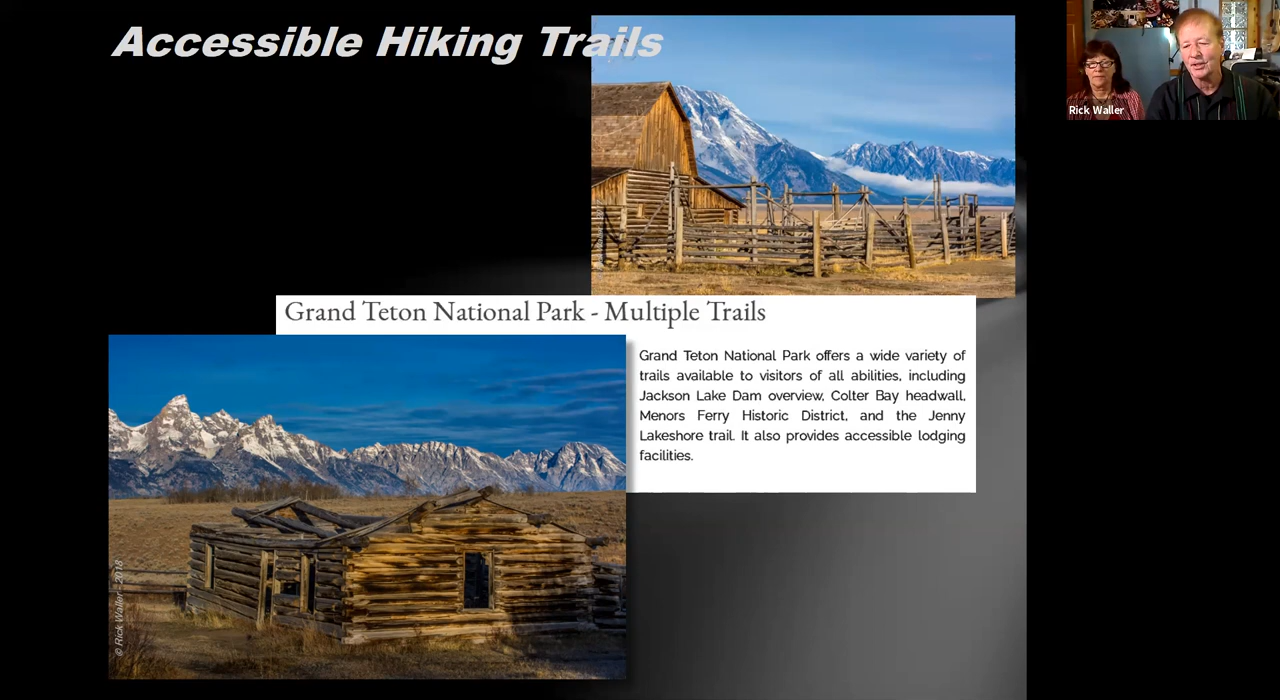 Accessible Hiking Trails
Rick Waller
Grand Teton National Park - Multiple Trails
Grand Teton National Park offers a wide variety of
trails available to visitors of all abilities, including
Jackson Lake Dam overview, Colter Bay headwall,
Menors Ferry Historic District, and the Jenny
Lakeshore trail. It also provides accessible lodging
facilities.
© Rick Waller - 2018